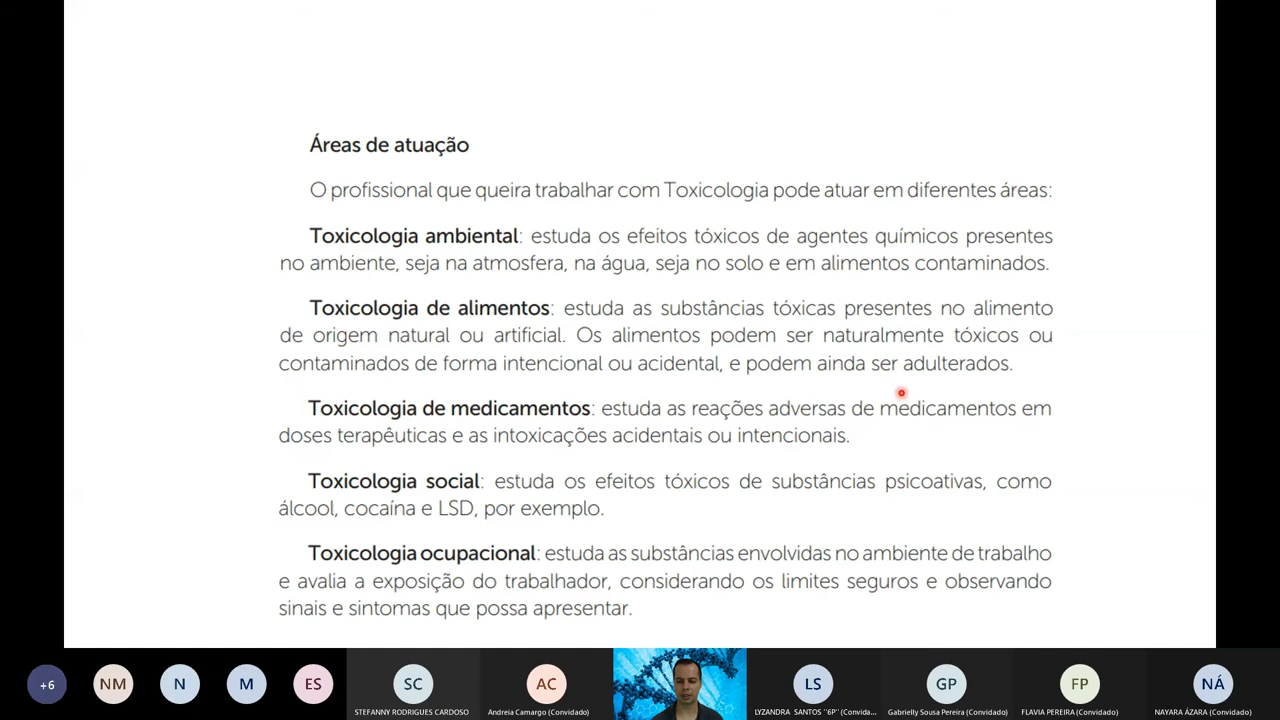 Áreas de atuação
O profissional que queira trabalhar com Toxicologia pode atuar em diferentes áreas:
Toxicologia ambiental: estuda os efeitos tóxicos de agentes químicos presentes
no ambiente, seja na atmosfera, na água, seja no solo e em alimentos contaminados.
Toxicologia de alimentos: estuda as substâncias tóxicas presentes no alimento
de origem natural ou artificial. Os alimentos podem ser naturalmente tóxicos ou
contaminados de forma intencional ou acidental, e podem ainda ser adulterados.
Toxicologia de medicamentos: estuda as reações adversas de medicamentos em
doses terapêuticas e as intoxicações acidentais ou intencionais.
Toxicologia social: estuda os efeitos tóxicos de substâncias psicoativas, como
álcool, cocaína e LSD, por exemplo.
Toxicologia ocupacional: estuda as substâncias envolvidas no ambiente de trabalho
e avalia a exposição do trabalhador, considerando os limites seguros e observando
sinais e sintomas que possa apresentar.
+6 NM N M ES SC AC LS GP FP NÁ
STEFANNY RODRIGUES CARDOSO Andreia Camargo (Convidado) LYZANDRA SANTOS "6P" (Convida... Gabrielly Sousa Pereira (Convidado) FLAVIA PEREIRA (Convidado) NAYARA ÁZARA (Convidado)